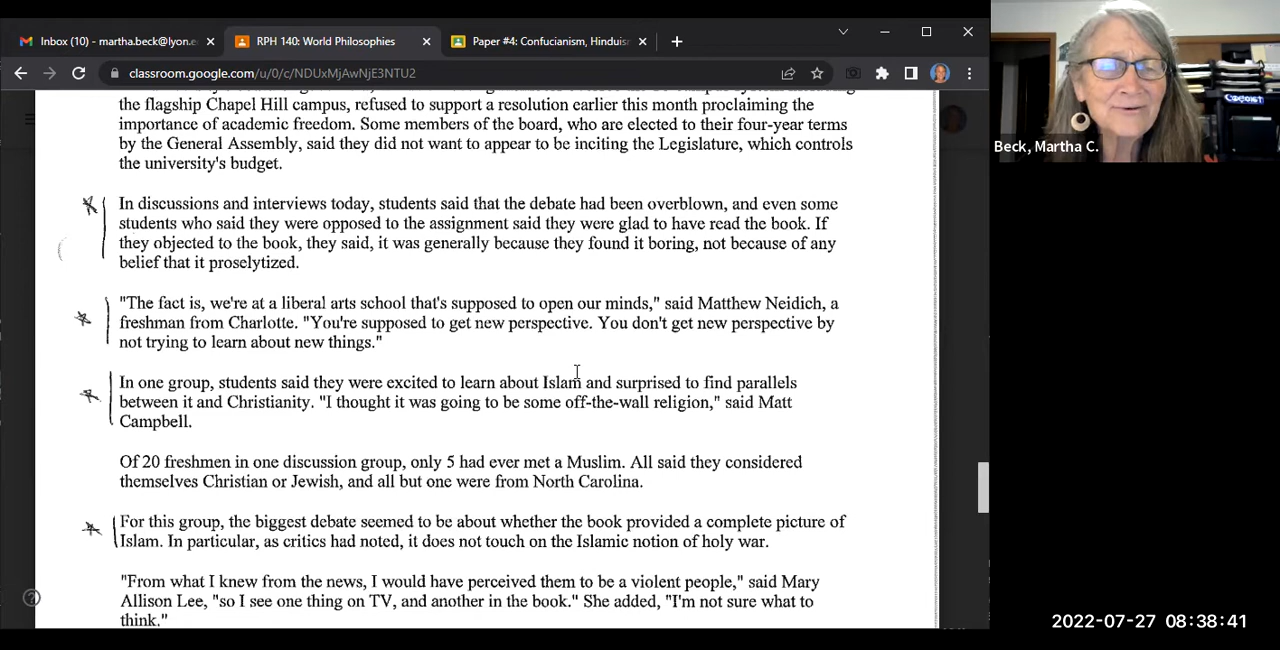 Inbox (10) - martha.beck@lyon.e
RPH 140: World Philosophies
Paper #4: Confucianism, Hinduis
classroom.google.com/u/0/c/NDUxMjAwNjE3NTU2
the flagship Chapel Hill campus, refused to support a resolution earlier this month proclaiming the
importance of academic freedom. Some members of the board, who are elected to their four-year terms
by the General Assembly, said they did not want to appear to be inciting the Legislature, which controls
the university's budget.
In discussions and interviews today, students said that the debate had been overblown, and even some
students who said they were opposed to the assignment said they were glad to have read the book. If
they objected to the book, they said, it was generally because they found it boring, not because of any
belief that it proselytized.
"The fact is, we're at a liberal arts school that's supposed to open our minds," said Matthew Neidich, a
freshman from Charlotte. "You're supposed to get new perspective. You don't get new perspective by
not trying to learn about new things."
In one group, students said they were excited to learn about Islam and surprised to find parallels
between it and Christianity. "I thought it was going to be some off-the-wall religion," said Matt
Campbell.
Of 20 freshmen in one discussion group, only 5 had ever met a Muslim. All said they considered
themselves Christian or Jewish, and all but one were from North Carolina.
For this group, the biggest debate seemed to be about whether the book provided a complete picture of
Islam. In particular, as critics had noted, it does not touch on the Islamic notion of holy war.
"From what I knew from the news, I would have perceived them to be a violent people," said Mary
Allison Lee, "so I see one thing on TV, and another in the book." She added, "I'm not sure what to
think."
Beck, Martha C.
2022-07-27 08:38:41